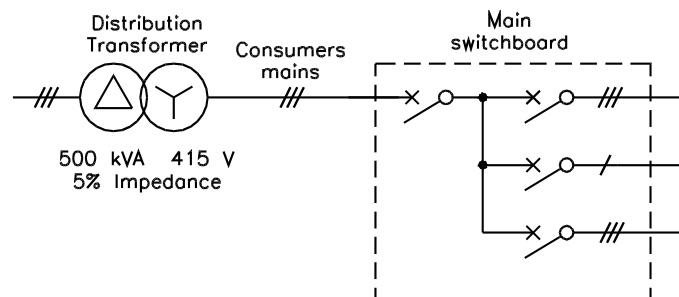 Distribution
Transformer
Consumers
mains
Main
switchboard
500 kVA 415 V
5% Impedance